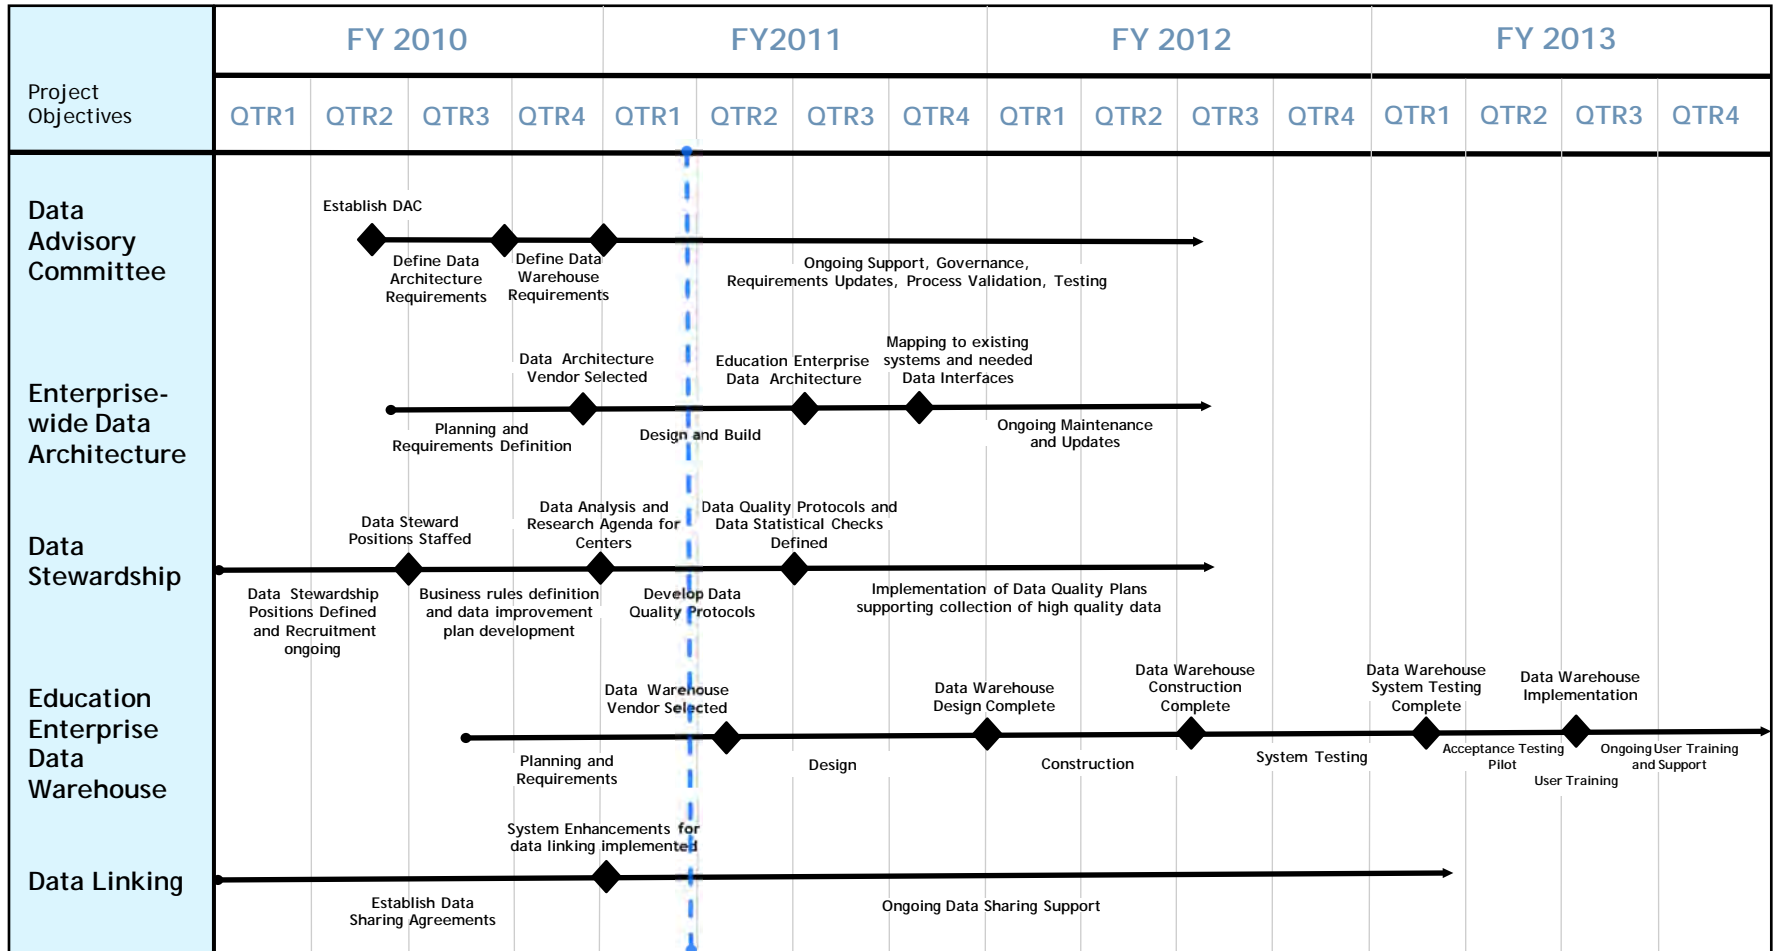 FY 2010
FY2011
FY 2012
FY 2013
Project
Objectives
QTR1 QTR2 QTR3 QTR4 QTR1 QTR2 QTR3 QTR4 QTR1 QTR2 QTR3 QTR4 QTR1 QTR2 QTR3 QTR4
Data
Advisory
Committee
Establish DAC
Define Data
Architecture
Requirements
Define Data
Warehouse
Requirements
Ongoing Support, Governance,
Requirements Updates, Process Validation, Testing
Enterprise-
wide Data
Architecture
Data Architecture
Vendor Selected
Education Enterprise
Data Architecture
Mapping to existing
systems and needed
Data Interfaces
Planning and
Requirements Definition
Design and Build
Ongoing Maintenance
and Updates
Data
Stewardship
Data Steward
Positions Staffed
Data Analysis and
Research Agenda for
Centers
Data Quality Protocols and
Data Statistical Checks
Defined
Data Stewardship
Positions Defined
and Recruitment
ongoing
Business rules definition
and data improvement
plan development
Develop Data
Quality Protocols
Implementation of Data Quality Plans
supporting collection of high quality data
Education
Enterprise
Data
Warehouse
Data Warehouse
Vendor Selected
Data Warehouse
Design Complete
Data Warehouse
Construction
Complete
Data Warehouse
System Testing
Complete
Data Warehouse
Implementation
Planning and
Requirements
Design
Construction
System Testing
Acceptance Testing
Pilot
User Training
Ongoing User Training
and Support
Data Linking
System Enhancements for
data linking implemented
Establish Data
Sharing Agreements
Ongoing Data Sharing Support